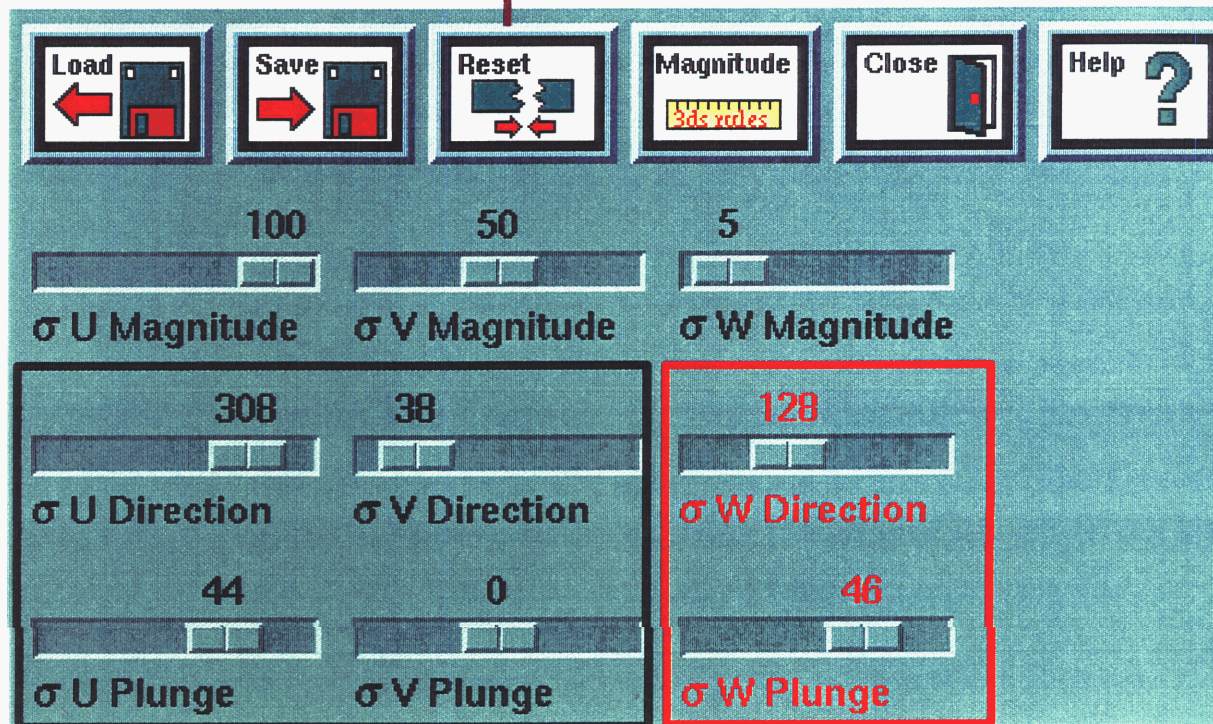 Load Save Reset Magnitude Close Help ?
3ds rules
100 50 5
σ U Magnitude σ V Magnitude σ W Magnitude
308 38 128
σ U Direction σ V Direction σ W Direction
44 0 46
σ U Plunge σ V Plunge σ W Plunge